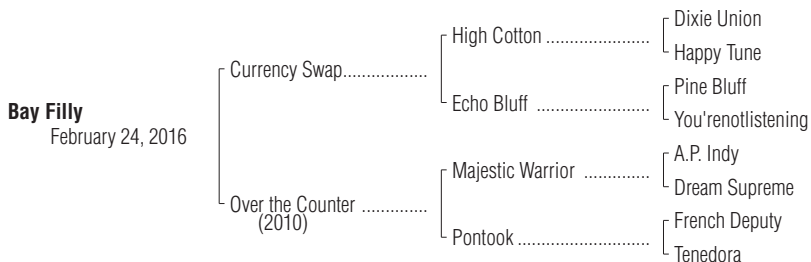 Dixie Union
High Cotton ......................
Happy Tune
Currency Swap..................
Pine Bluff
Echo Bluff ........................
You'renotlistening
Bay Filly
February 24, 2016
A.P. Indy
Majestic Warrior ..............
Dream Supreme
Over the Counter ..............
(2010)
French Deputy
Pontook ............................
Tenedora